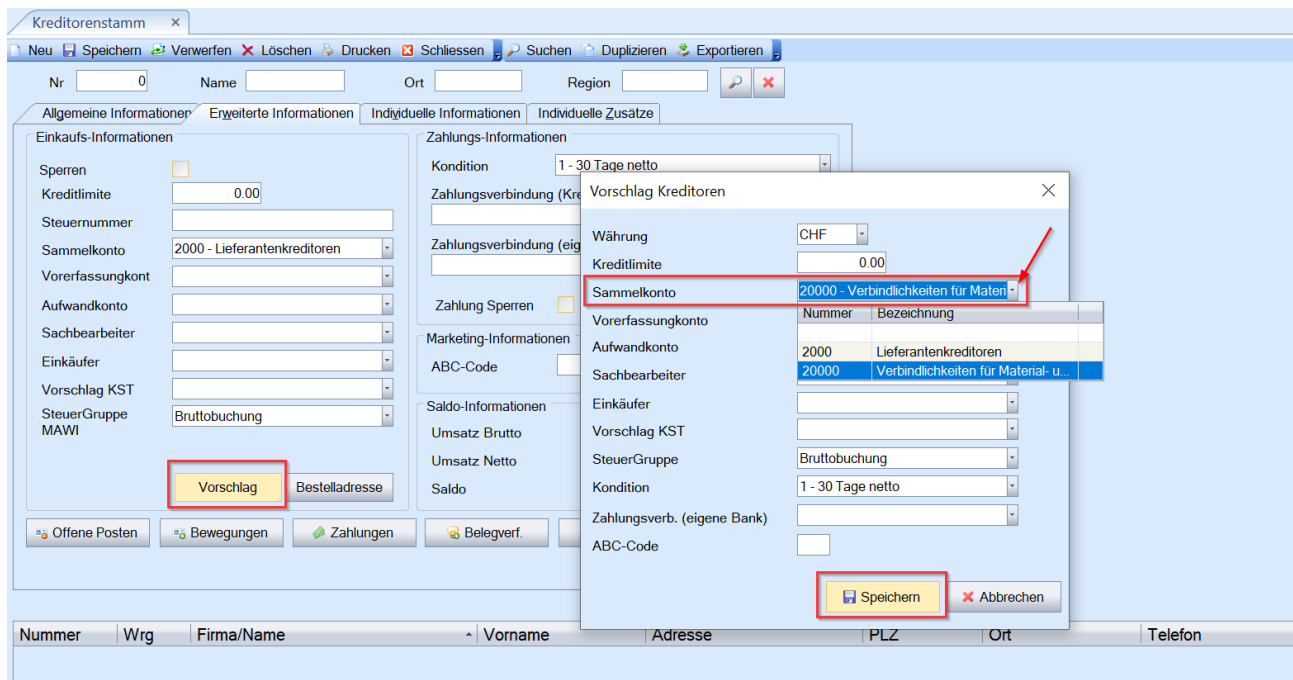 Kreditorenstamm
Neu Speichern Verwerfen Löschen Drucken Schliessen Suchen Duplizieren Exportieren
Nr 0 Name Ort Region
Allgemeine Informationen Erweiterte Informationen Individuelle Informationen Individuelle Zusätze
Einkaufs-Informationen
Sperren
Kreditlimite 0.00
Steuernummer
Sammelkonto 2000 - Lieferantenkreditoren
Vorerfassungkont
Aufwandkonto
Sachbearbeiter
Einkäufer
Vorschlag KST
SteuerGruppe
MAWI
Bruttobuchung
Vorschlag Bestelladresse
Zahlungs-Informationen
Kondition 1 - 30 Tage netto
Zahlungsverbindung (Kre
Zahlungsverbindung (eig
Zahlung Sperren
Marketing-Informationen
ABC-Code
Saldo-Informationen
Umsatz Brutto
Umsatz Netto
Saldo
Offene Posten Bewegungen Zahlungen Belegverf.
Vorschlag Kreditoren
Währung CHF
Kreditlimite 0.00
Sammelkonto 20000 - Verbindlichkeiten für Materi
Nummer Bezeichnung
2000 Lieferantenkreditoren
20000 Verbindlichkeiten für Material- u...
Vorerfassungkonto
Aufwandkonto
Sachbearbeiter
Einkäufer
Vorschlag KST
SteuerGruppe Bruttobuchung
Kondition 1 - 30 Tage netto
Zahlungsverb. (eigene Bank)
ABC-Code
Speichern Abbrechen
Nummer Wrg Firma/Name Vorname Adresse PLZ Ort Telefon